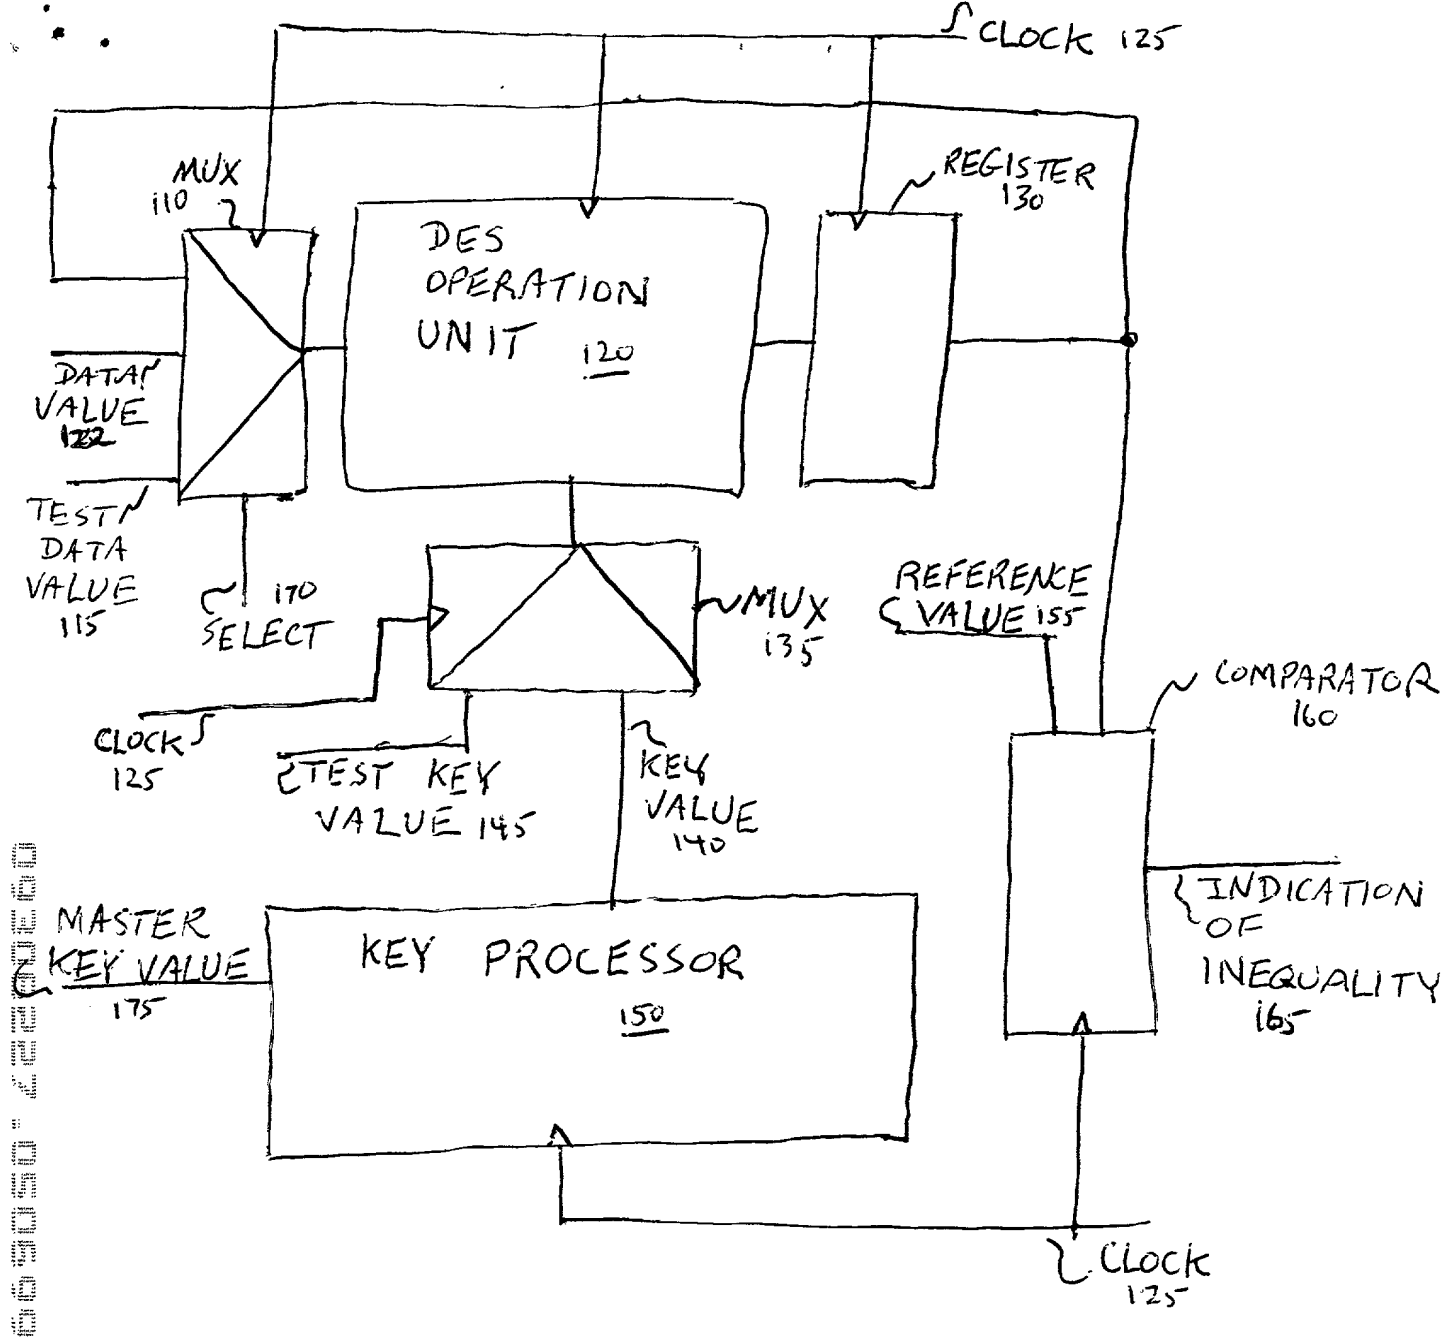 CLOCK 125
MUX
110
REGISTER
130
DES
OPERATION
UNIT 120
DATA
VALUE
122
TEST
DATA
VALUE
115
170
SELECT
MUX
135
REFERENCE
VALUE 155
COMPARATOR
160
CLOCK
125
TEST KEY
VALUE 145
KEY
VALUE
140
INDICATION
OF
INEQUALITY
165
MASTER
KEY VALUE
175
KEY PROCESSOR
150
CLOCK
125